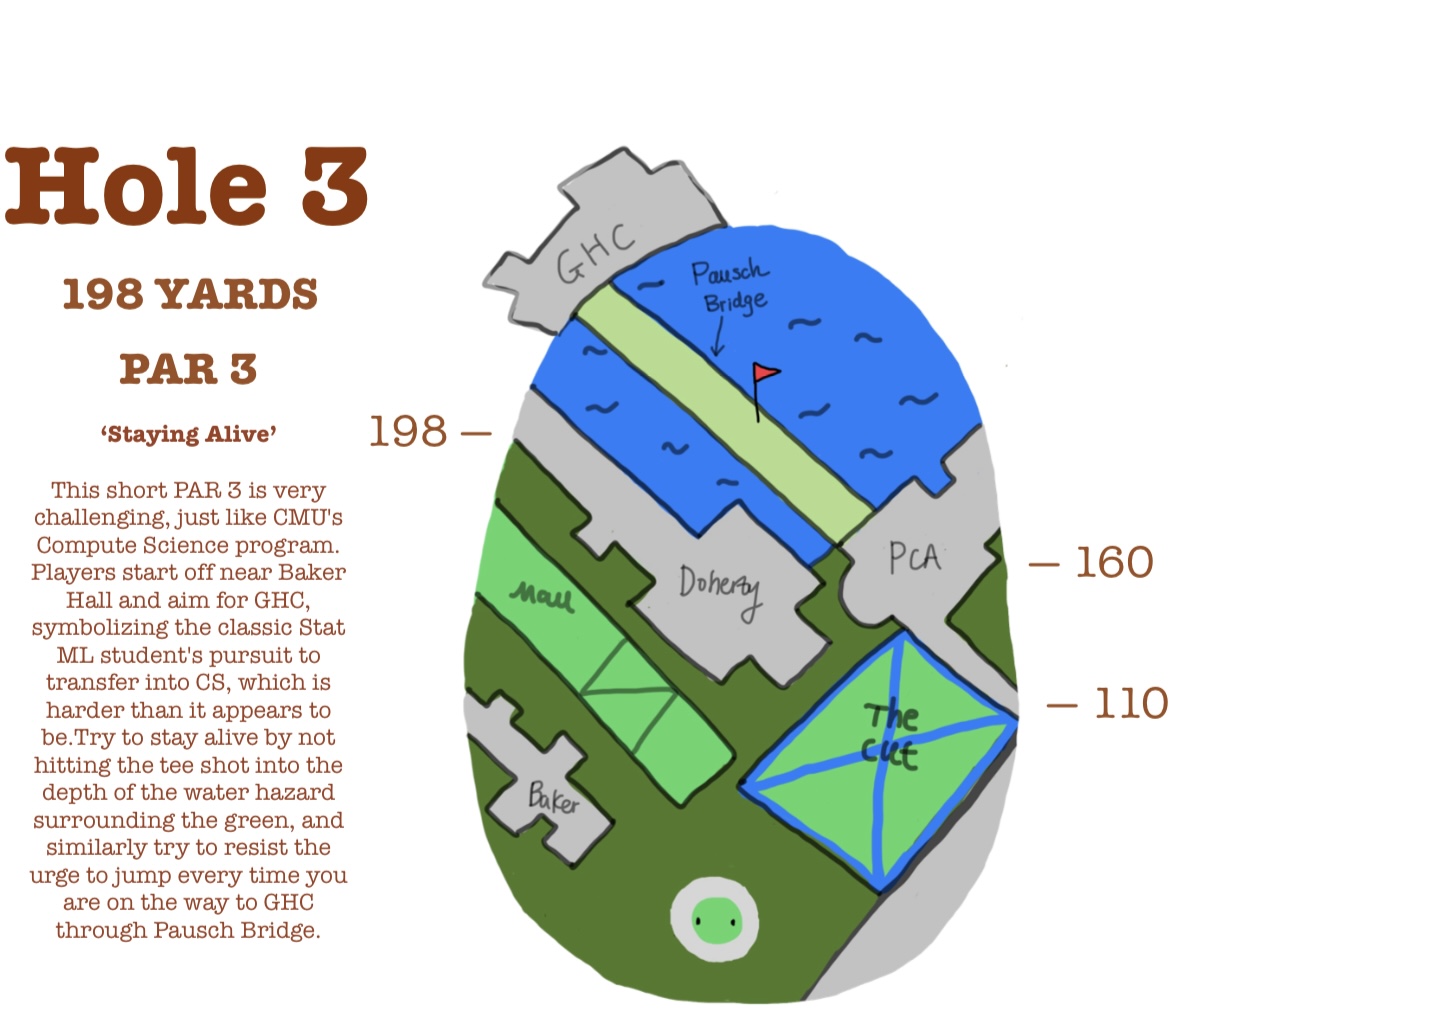 Hole 3
198 YARDS
PAR 3
‘Staying Alive’
This short PAR 3 is very
challenging, just like CMU's
Compute Science program.
Players start off near Baker
Hall and aim for GHC,
symbolizing the classic Stat
ML student's pursuit to
transfer into CS, which is
harder than it appears to
be.Try to stay alive by not
hitting the tee shot into the
depth of the water hazard
surrounding the green, and
similarly try to resist the
urge to jump every time you
are on the way to GHC
through Pausch Bridge.
GHC
Pausch
Bridge
198
Mall
Doherty
PCA
160
110
The
Cut
Baker